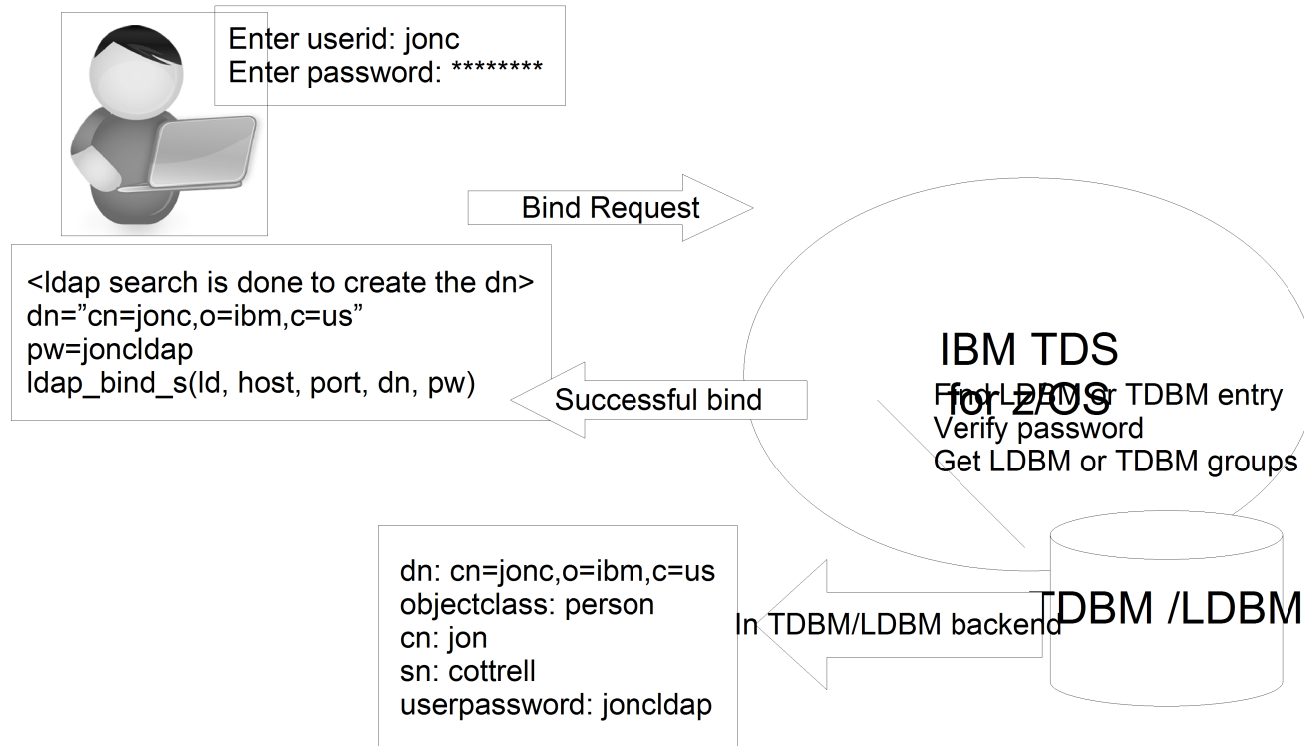 Enter userid: jonc
Enter password: ********
Bind Request
<ldap search is done to create the dn>
dn=”cn=jonc,o=ibm,c=us”
pw=joncldap
ldap_bind_s(ld, host, port, dn, pw)
Successful bind
IBM TDS
for z/OS
Find LDBM or TDBM entry
Verify password
Get LDBM or TDBM groups
dn: cn=jonc,o=ibm,c=us
objectclass: person
cn: jon
sn: cottrell
userpassword: joncldap
In TDBM/LDBM backend
TDBM /LDBM